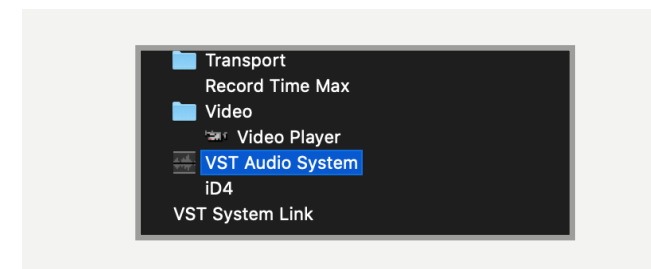 Transport
Record Time Max
Video
Video Player
VST Audio System
iD4
VST System Link